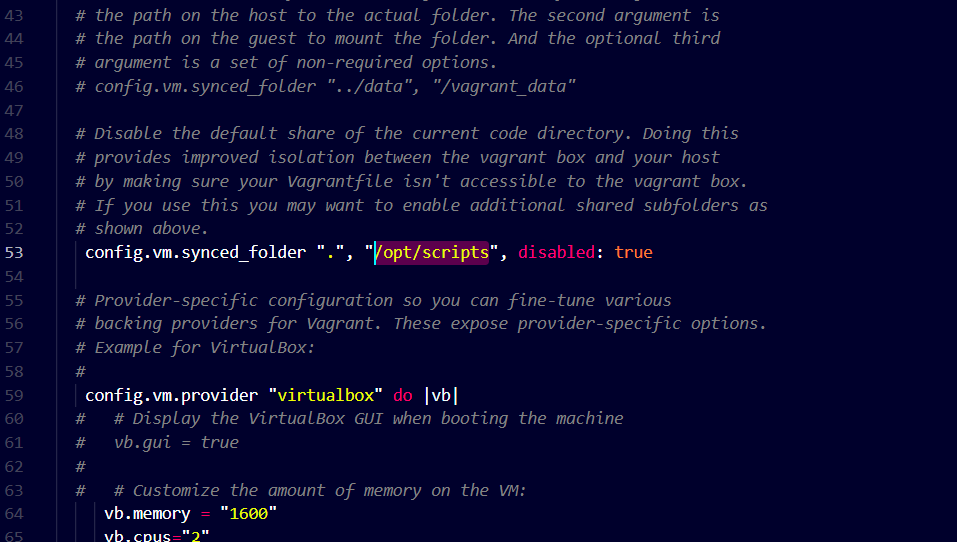 43 # the path on the host to the actual folder. The second argument is
44 # the path on the guest to mount the folder. And the optional third
45 # argument is a set of non-required options.
46 # config.vm.synced_folder "../data", "/vagrant_data"
47
48 # Disable the default share of the current code directory. Doing this
49 # provides improved isolation between the vagrant box and your host
50 # by making sure your Vagrantfile isn't accessible to the vagrant box.
51 # If you use this you may want to enable additional shared subfolders as
52 # shown above.
53 config.vm.synced_folder ".", "/opt/scripts", disabled: true
54
55 # Provider-specific configuration so you can fine-tune various
56 # backing providers for Vagrant. These expose provider-specific options.
57 # Example for VirtualBox:
58 #
59 config.vm.provider "virtualbox" do |vb|
60 # # Display the VirtualBox GUI when booting the machine
61 # vb.gui = true
62 #
63 # # Customize the amount of memory on the VM:
64 vb.memory = "1600"
65 vb.cpus="2"